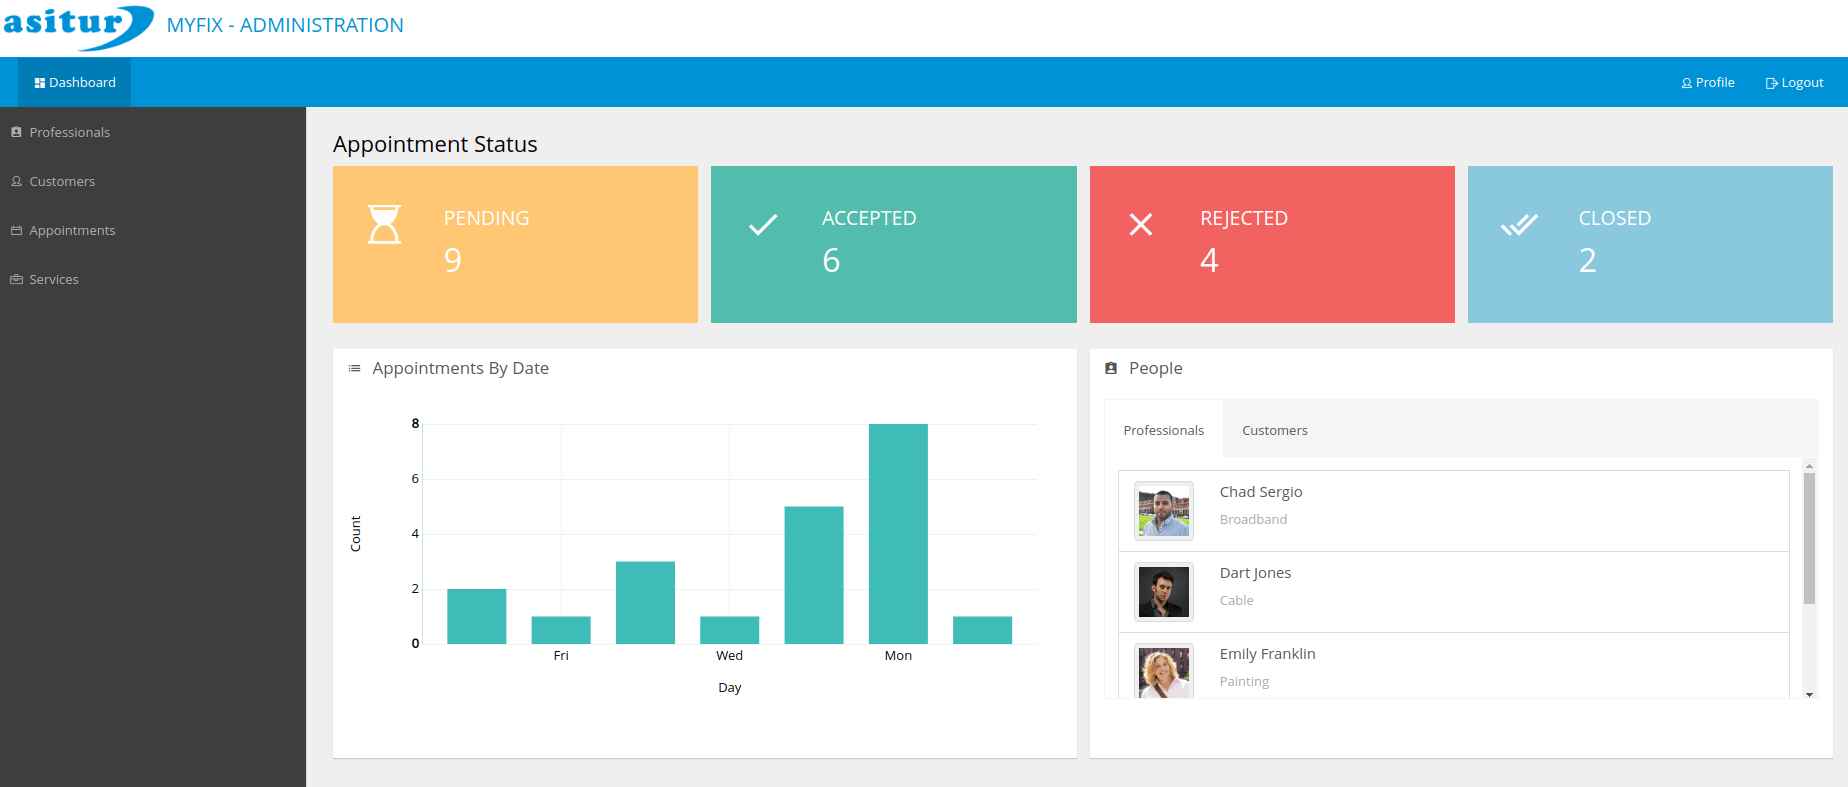 asitur
MYFIX - ADMINISTRATION
Dashboard
Profile
Logout
Professionals
Customers
Appointments
Services
Appointment Status
PENDING
9
ACCEPTED
6
REJECTED
4
CLOSED
2
Appointments By Date
8
6
4
2
0
Count
Fri
Wed
Mon
Day
People
Professionals
Customers
Chad Sergio
Broadband
Dart Jones
Cable
Emily Franklin
Painting